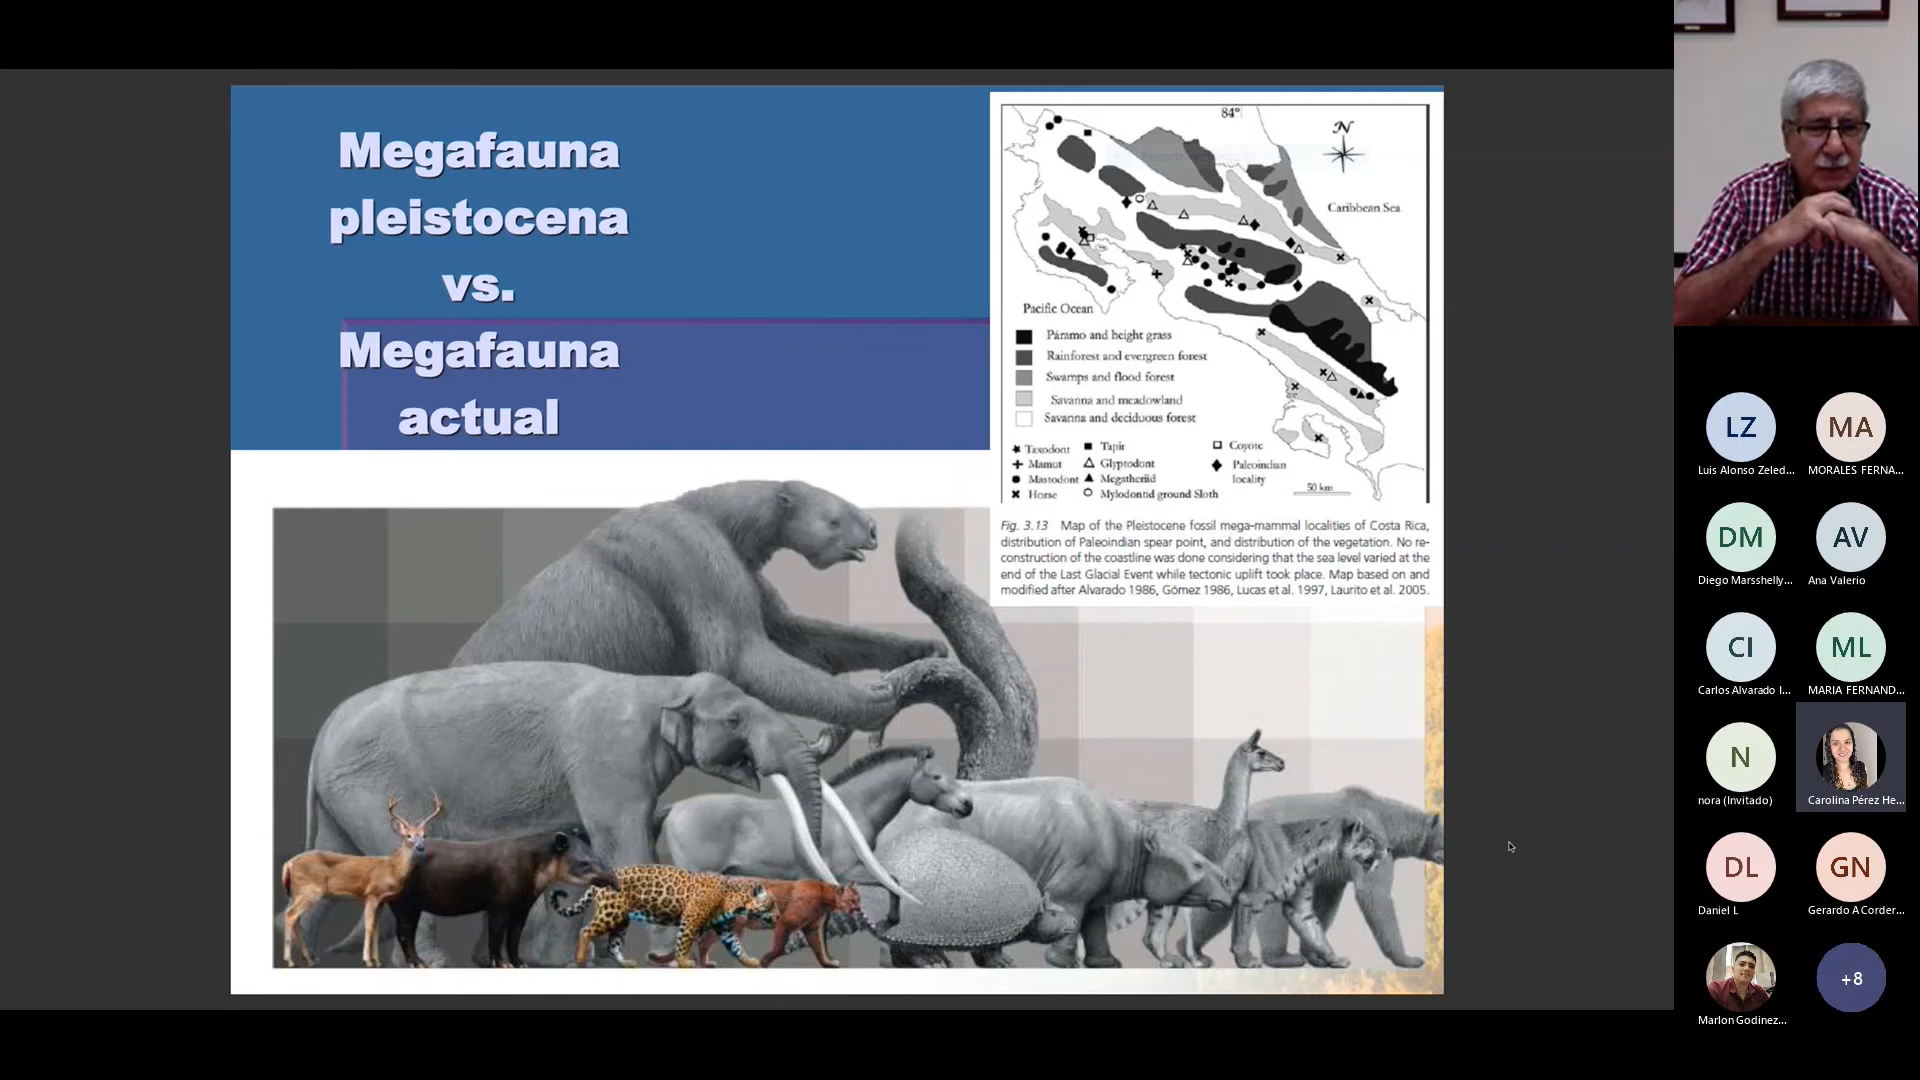 Megafauna
pleistocena
vs.
Megafauna
actual
84°
N
Caribbean Sea
Pacific Ocean
Páramo and height grass
Rainforest and evergreen forest
Swamps and flood forest
Savanna and meadowland
Savanna and deciduous forest
Taxodont
Mamut
Mastodont
Horse
Tapir
Glyptodont
Megatheriid
Mylodontid ground Sloth
Coyote
Paleoindian
locality
50 km
Fig. 3.13 Map of the Pleistocene fossil mega-mammal localities of Costa Rica,
distribution of Paleoindian spear point, and distribution of the vegetation. No re-
construction of the coastline was done considering that the sea level varied at the
end of the Last Glacial Event while tectonic uplift took place. Map based on and
modified after Alvarado 1986, Gómez 1986, Lucas et al. 1997, Laurito et al. 2005.
LZ
Luis Alonso Zeled...
MA
MORALES FERNA...
DM
Diego Marsshelly...
AV
Ana Valerio
CI
Carlos Alvarado I...
ML
MARIA FERNAND...
N
nora (Invitado)
Carolina Pérez He...
DL
Daniel L
GN
Gerardo A Corder...
Marlon Godinez...
+8